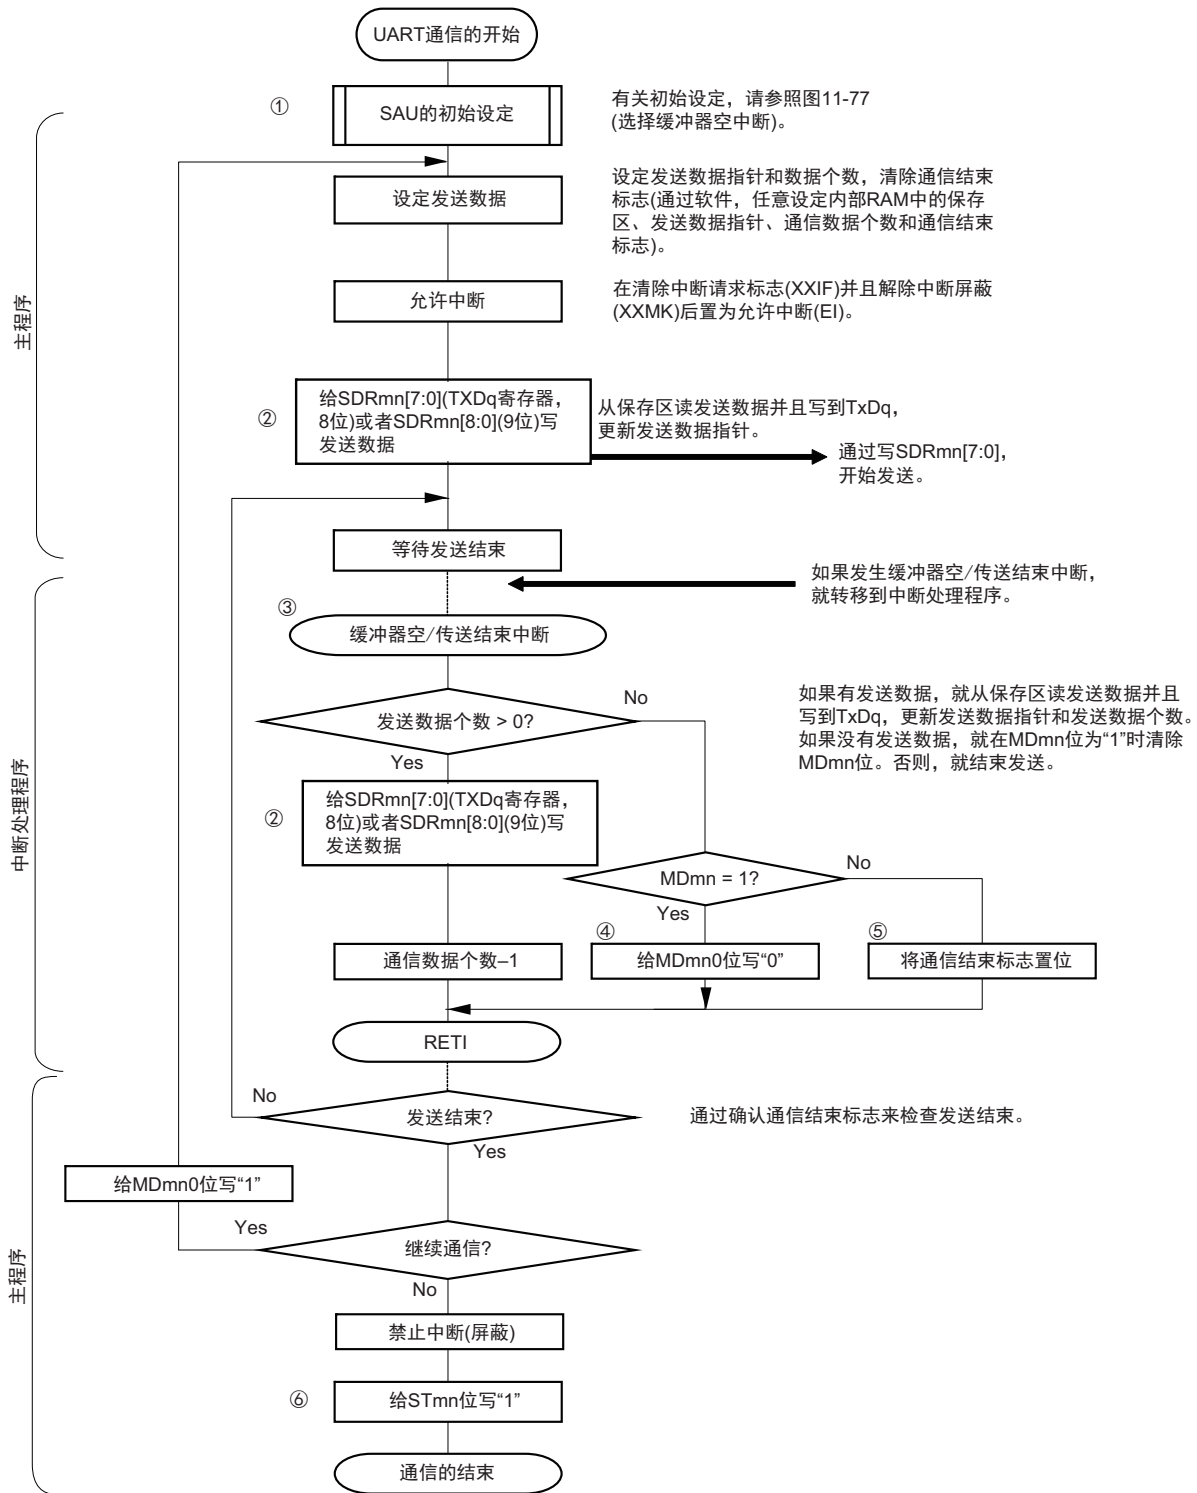 UART通信的开始
①
SAU的初始设定
有关初始设定，请参照图11-77
(选择缓冲器空中断)。
设定发送数据
设定发送数据指针和数据个数，清除通信结束
标志(通过软件，任意设定内部RAM中的保存
区、发送数据指针、通信数据个数和通信结束
标志)。
主程序
允许中断
在清除中断请求标志(XXIF)并且解除中断屏蔽
(XXMK)后置为允许中断(EI)。
②
给SDRmn[7:0](TXDq寄存器，
8位)或者SDRmn[8:0](9位)写
发送数据
从保存区读发送数据并且写到TxDq，
更新发送数据指针。
通过写SDRmn[7:0]，
开始发送。
等待发送结束
如果发生缓冲器空/传送结束中断，
就转移到中断处理程序。
③
缓冲器空/传送结束中断
发送数据个数 > 0?
No
Yes
如果有发送数据，就从保存区读发送数据并且
写到TxDq，更新发送数据指针和发送数据个数。
如果没有发送数据，就在MDmn位为“1”时清除
MDmn位。否则，就结束发送。
中断处理程序
②
给SDRmn[7:0](TXDq寄存器，
8位)或者SDRmn[8:0](9位)写
发送数据
MDmn = 1?
No
Yes
通信数据个数–1
④
给MDmn0位写“0”
⑤
将通信结束标志置位
RETI
No
发送结束?
Yes
通过确认通信结束标志来检查发送结束。
给MDmn0位写“1”
Yes
继续通信?
No
主程序
禁止中断(屏蔽)
⑥
给STmn位写“1”
通信的结束